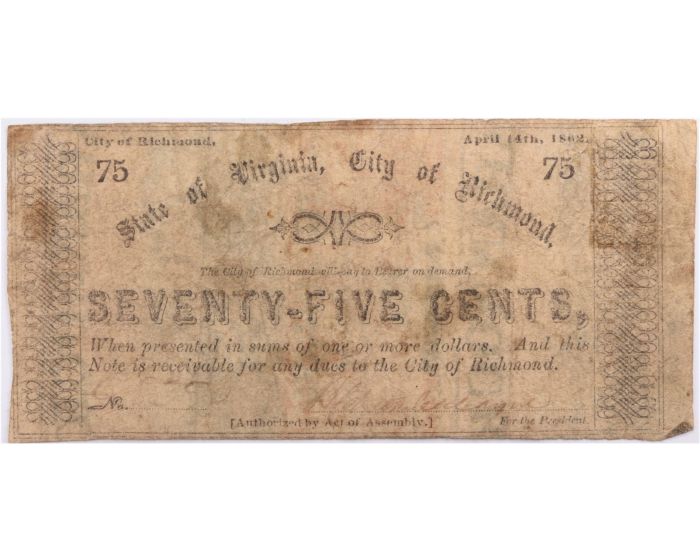 City of Richmond, April 14th, 1862.
75 75
State of Virginia, City of Richmond,
The City of Richmond will pay to Bearer on demand,
SEVENTY-FIVE CENTS,
When presented in sums of one or more dollars. And this
Note is receivable for any dues to the City of Richmond.
No.
[Authorized by Act of Assembly.] For the President